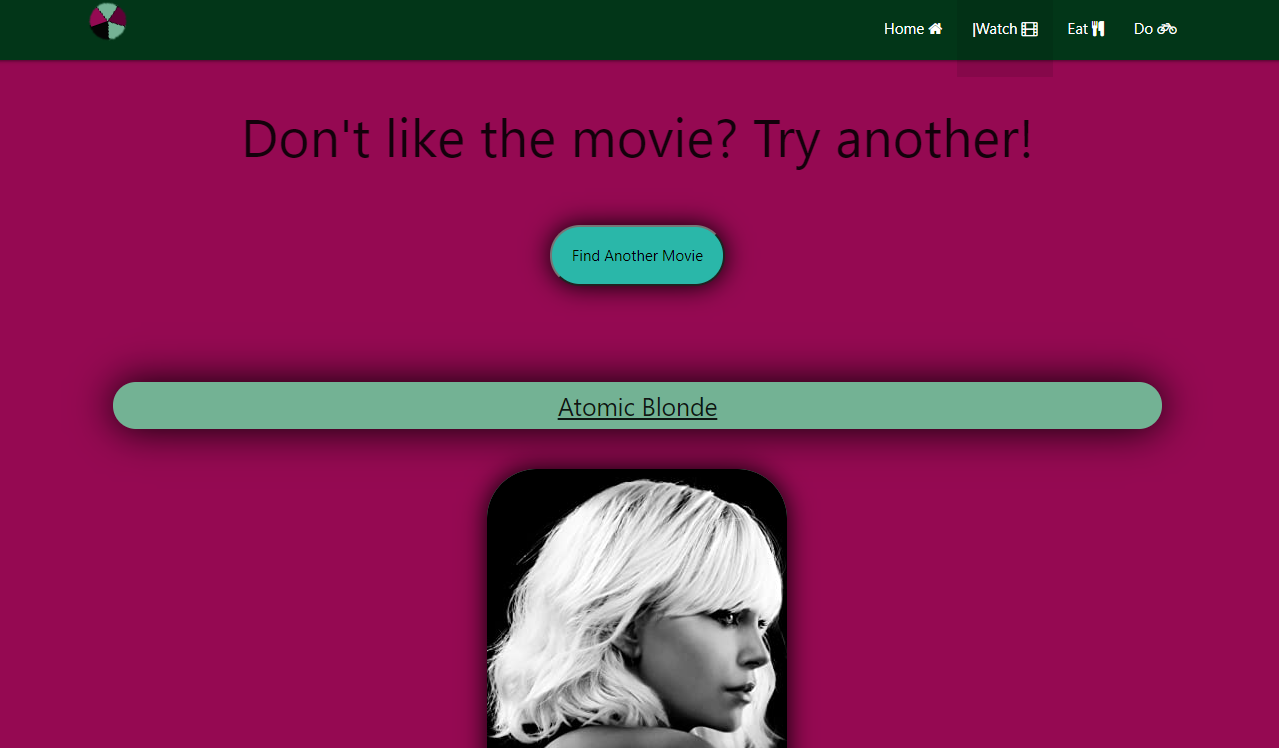 Home |Watch Eat Do
Don't like the movie? Try another!
Find Another Movie
Atomic Blonde